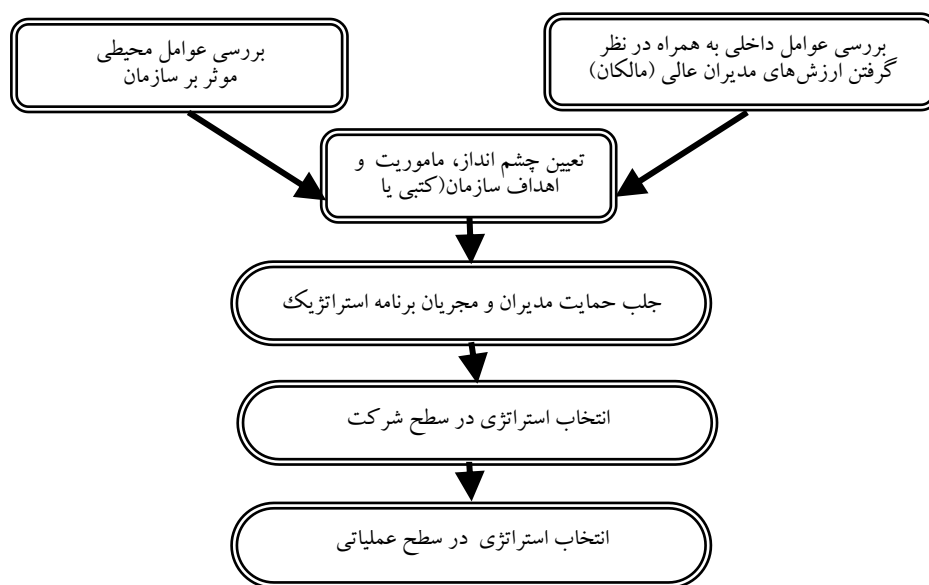 بررسی عوامل داخلی به همراه در نظر
گرفتن ارزش‌های مدیران عالی (مالکان)
بررسی عوامل محیطی
موثر بر سازمان
تعیین چشم انداز، ماموریت و
اهداف سازمان(کتبی یا
جلب حمایت مدیران و مجریان برنامه استراتژیک
انتخاب استراتژی در سطح شرکت
انتخاب استراتژی در سطح عملیاتی